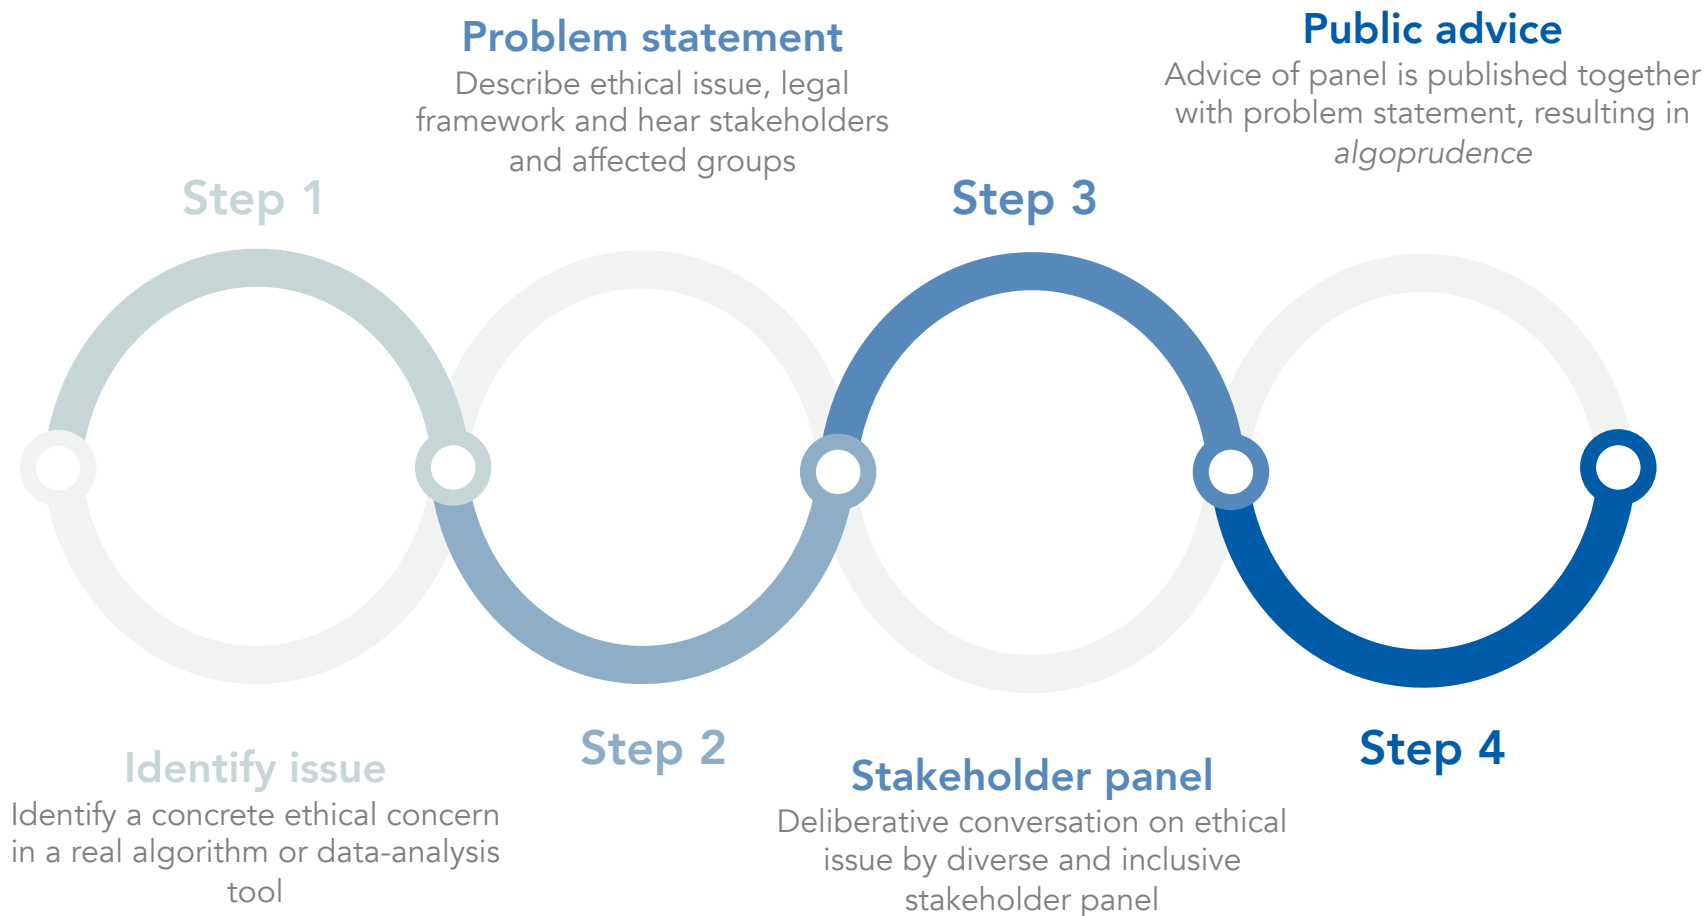 Step 1
Identify issue
Identify a concrete ethical concern
in a real algorithm or data-analysis
tool
Problem statement
Describe ethical issue, legal
framework and hear stakeholders
and affected groups
Step 2
Step 3
Stakeholder panel
Deliberative conversation on ethical
issue by diverse and inclusive
stakeholder panel
Public advice
Advice of panel is published together
with problem statement, resulting in
algoprudence
Step 4